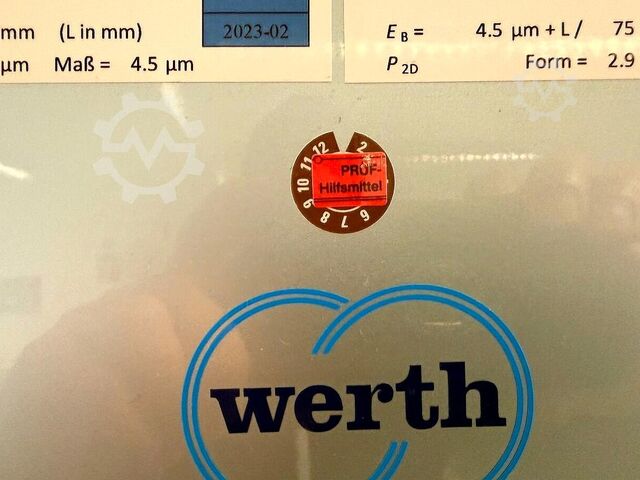 mm (L in mm)
2023-02
µm Maß = 4.5 µm
E B = 4.5 µm + L / 75
P 2D Form = 2.9
12 2
11
10
9
8 7 6
PRÜF-
Hilfsmittel
werth